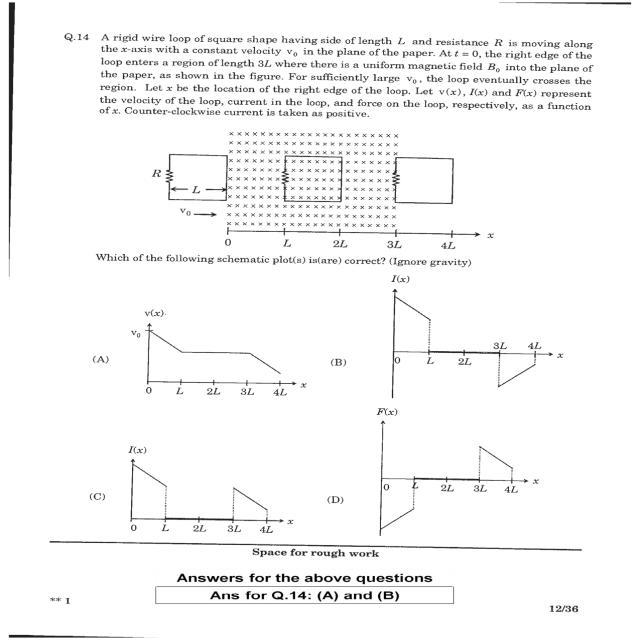 Q.14 A rigid wire loop of square shape having side of length L and resistance R is moving along
the x-axis with a constant velocity v₀ in the plane of the paper. At t = 0, the right edge of the
loop enters a region of length 3L where there is a uniform magnetic field B₀ into the plane of
the paper, as shown in the figure. For sufficiently large v₀, the loop eventually crosses the
region. Let x be the location of the right edge of the loop. Let v(x), I(x) and F(x) represent
the velocity of the loop, current in the loop, and force on the loop, respectively, as a function
of x. Counter-clockwise current is taken as positive.
R
L
v₀
0 L 2L 3L 4L x
Which of the following schematic plot(s) is(are) correct? (Ignore gravity)
(A)
v(x)
v₀
0 L 2L 3L 4L x
(B)
I(x)
3L 4L
0 L 2L x
(C)
I(x)
0 L 2L 3L 4L x
(D)
F(x)
0 L 2L 3L 4L x
Space for rough work
Answers for the above questions
Ans for Q.14: (A) and (B)
** 1
12/36